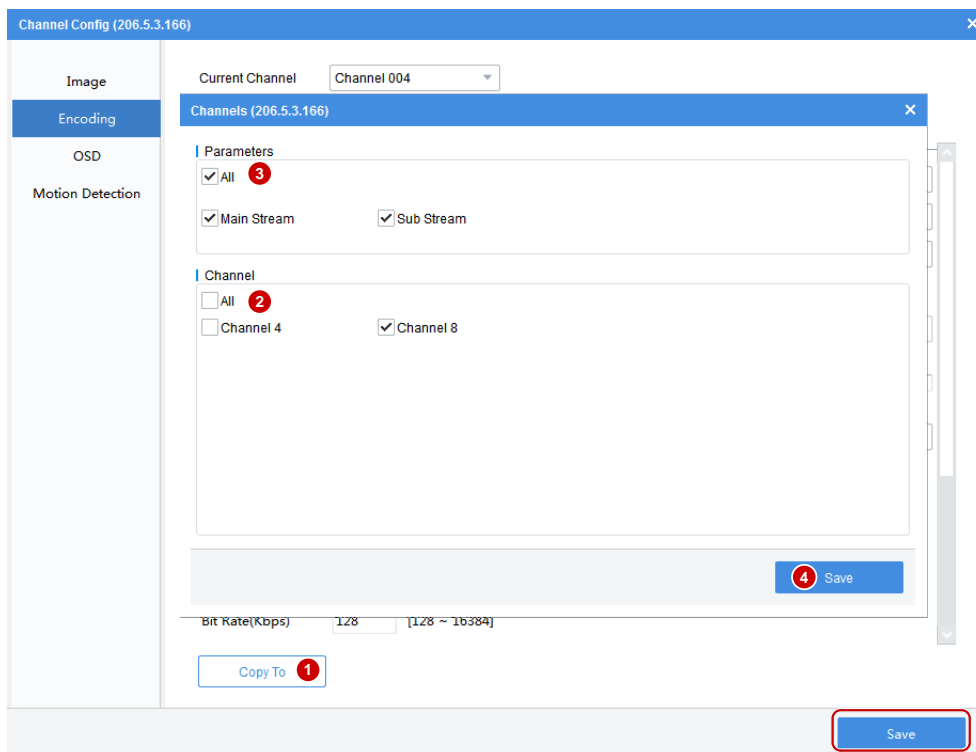 Channel Config (206.5.3.166)
Image
Encoding
OSD
Motion Detection
Current Channel Channel 004
Channels (206.5.3.166)
Parameters
All 3
Main Stream Sub Stream
Channel
All 2
Channel 4 Channel 8
4 Save
Bit Rate(Kbps) 128 [128 ~ 16384]
Copy To 1
Save